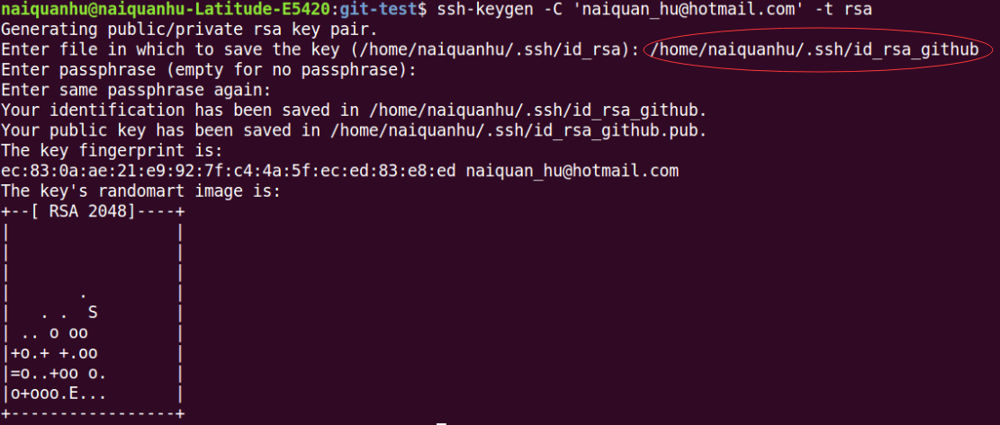 naiquanhu@naiquanhu-Latitude-E5420:git-test$ ssh-keygen -C 'naiquan_hu@hotmail.com' -t rsa
Generating public/private rsa key pair.
Enter file in which to save the key (/home/naiquanhu/.ssh/id_rsa): /home/naiquanhu/.ssh/id_rsa_github
Enter passphrase (empty for no passphrase):
Enter same passphrase again:
Your identification has been saved in /home/naiquanhu/.ssh/id_rsa_github.
Your public key has been saved in /home/naiquanhu/.ssh/id_rsa_github.pub.
The key fingerprint is:
ec:83:0a:ae:21:e9:92:7f:c4:4a:5f:ec:ed:83:e8:ed naiquan_hu@hotmail.com
The key's randomart image is:
+--[ RSA 2048]----+
|                 |
|                 |
|                 |
|       .         |
|   . .  S        |
| .. o oo         |
|+o.+ +.oo        |
|=o..+oo o.       |
|o+ooo.E...       |
+-----------------+